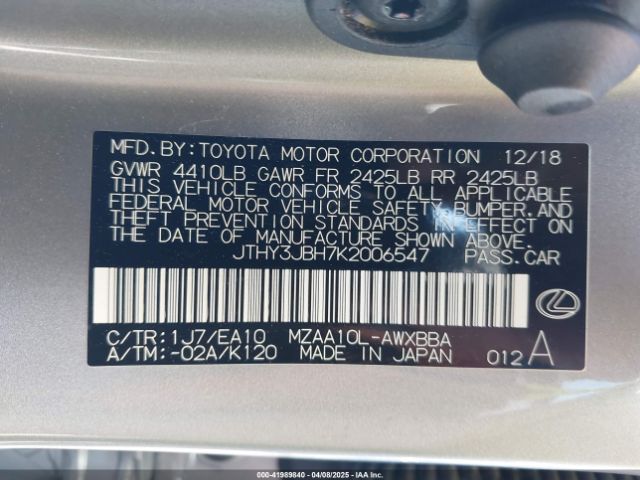 MFD. BY: TOYOTA MOTOR CORPORATION 12/18
GVWR 4410LB GAWR FR 2425LB RR 2425LB
THIS VEHICLE CONFORMS TO ALL APPLICABLE
FEDERAL MOTOR VEHICLE SAFETY, BUMPER, AND
THEFT PREVENTION STANDARDS IN EFFECT ON
THE DATE OF MANUFACTURE SHOWN ABOVE.
JTHY3JBH7K2006547 PASS. CAR
C/TR: 1J7/EA10 MZAA10L-AWXBBA
A/TM: -02A/K120 MADE IN JAPAN 012 A
000-41989840 - 04/08/2025 - IAA Inc.